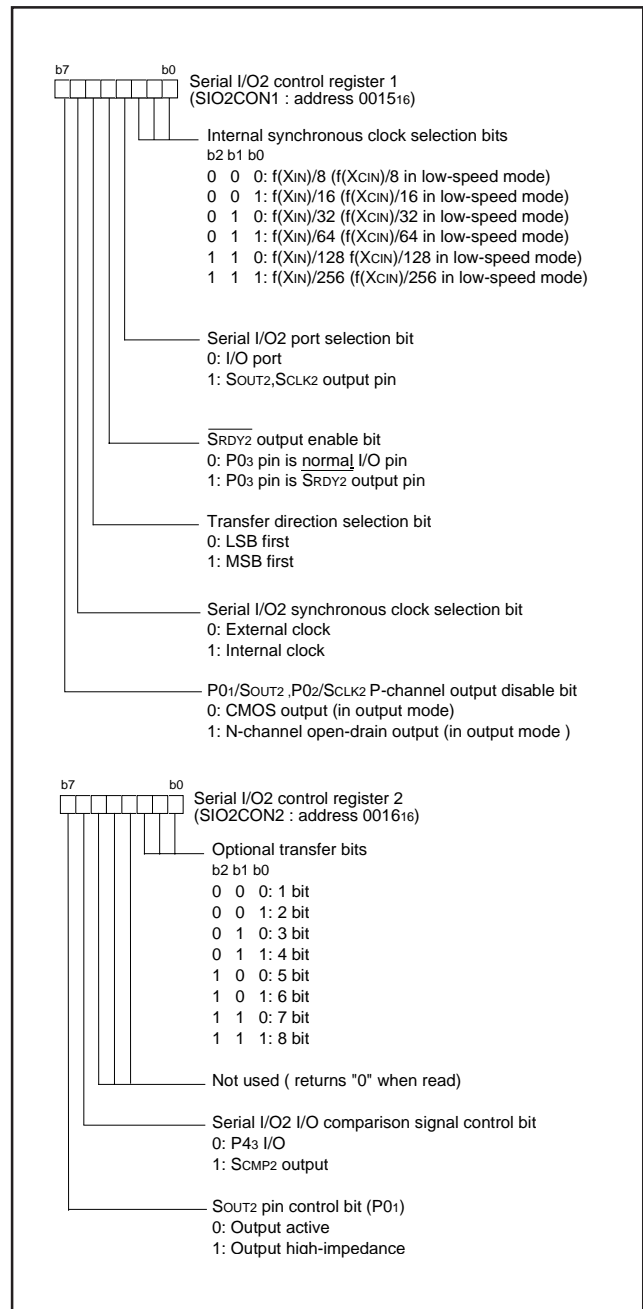 b7 b0
Serial I/O2 control register 1
(SIO2CON1 : address 001516)
Internal synchronous clock selection bits
b2 b1 b0
0 0 0: f(XIN)/8 (f(XCIN)/8 in low-speed mode)
0 0 1: f(XIN)/16 (f(XCIN)/16 in low-speed mode)
0 1 0: f(XIN)/32 (f(XCIN)/32 in low-speed mode)
0 1 1: f(XIN)/64 (f(XCIN)/64 in low-speed mode)
1 1 0: f(XIN)/128 f(XCIN)/128 in low-speed mode)
1 1 1: f(XIN)/256 (f(XCIN)/256 in low-speed mode)
Serial I/O2 port selection bit
0: I/O port
1: SOUT2,SCLK2 output pin
SRDY2 output enable bit
0: P03 pin is normal I/O pin
1: P03 pin is SRDY2 output pin
Transfer direction selection bit
0: LSB first
1: MSB first
Serial I/O2 synchronous clock selection bit
0: External clock
1: Internal clock
P01/SOUT2 ,P02/SCLK2 P-channel output disable bit
0: CMOS output (in output mode)
1: N-channel open-drain output (in output mode )
b7 b0
Serial I/O2 control register 2
(SIO2CON2 : address 001616)
Optional transfer bits
b2 b1 b0
0 0 0: 1 bit
0 0 1: 2 bit
0 1 0: 3 bit
0 1 1: 4 bit
1 0 0: 5 bit
1 0 1: 6 bit
1 1 0: 7 bit
1 1 1: 8 bit
Not used ( returns "0" when read)
Serial I/O2 I/O comparison signal control bit
0: P43 I/O
1: SCMP2 output
SOUT2 pin control bit (P01)
0: Output active
1: Output high-impedance